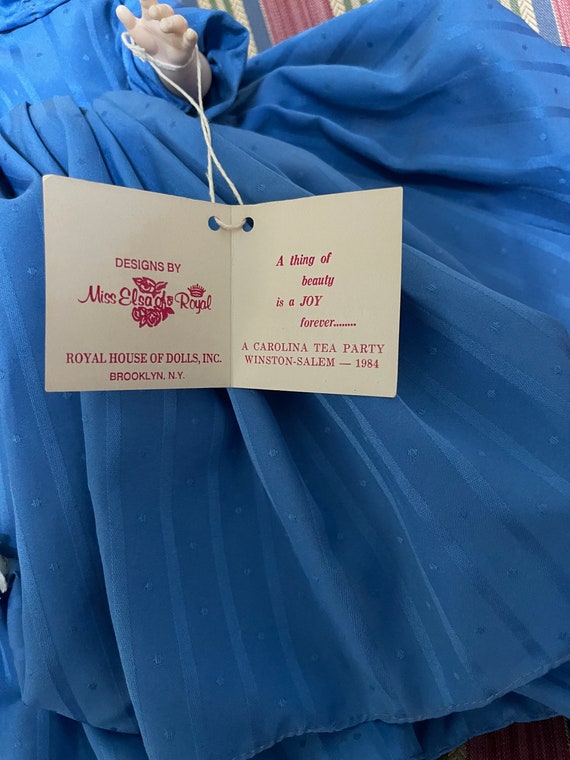 DESIGNS BY
Miss Elsa of Royal
ROYAL HOUSE OF DOLLS, INC.
BROOKLYN, N.Y.
A thing of
beauty
is a JOY
forever........
A CAROLINA TEA PARTY
WINSTON-SALEM — 1984